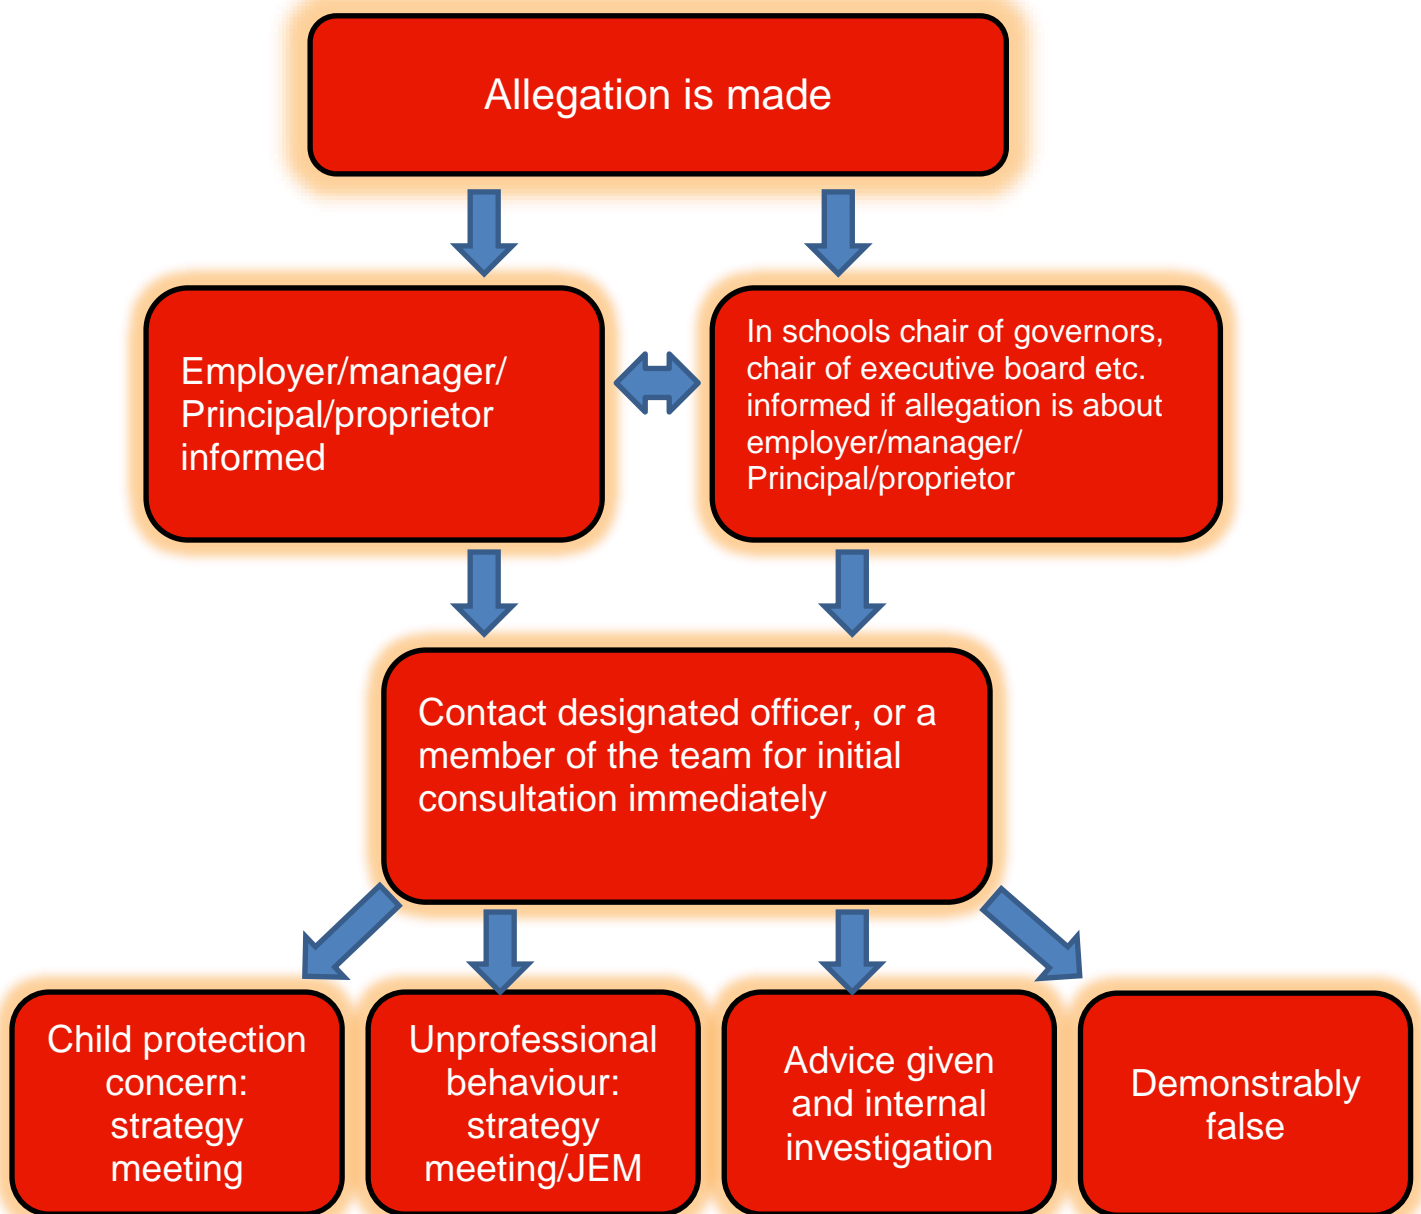 Allegation is made
Employer/manager/
Principal/proprietor
informed
In schools chair of governors,
chair of executive board etc.
informed if allegation is about
employer/manager/
Principal/proprietor
Contact designated officer, or a
member of the team for initial
consultation immediately
Child protection
concern:
strategy
meeting
Unprofessional
behaviour:
strategy
meeting/JEM
Advice given
and internal
investigation
Demonstrably
false